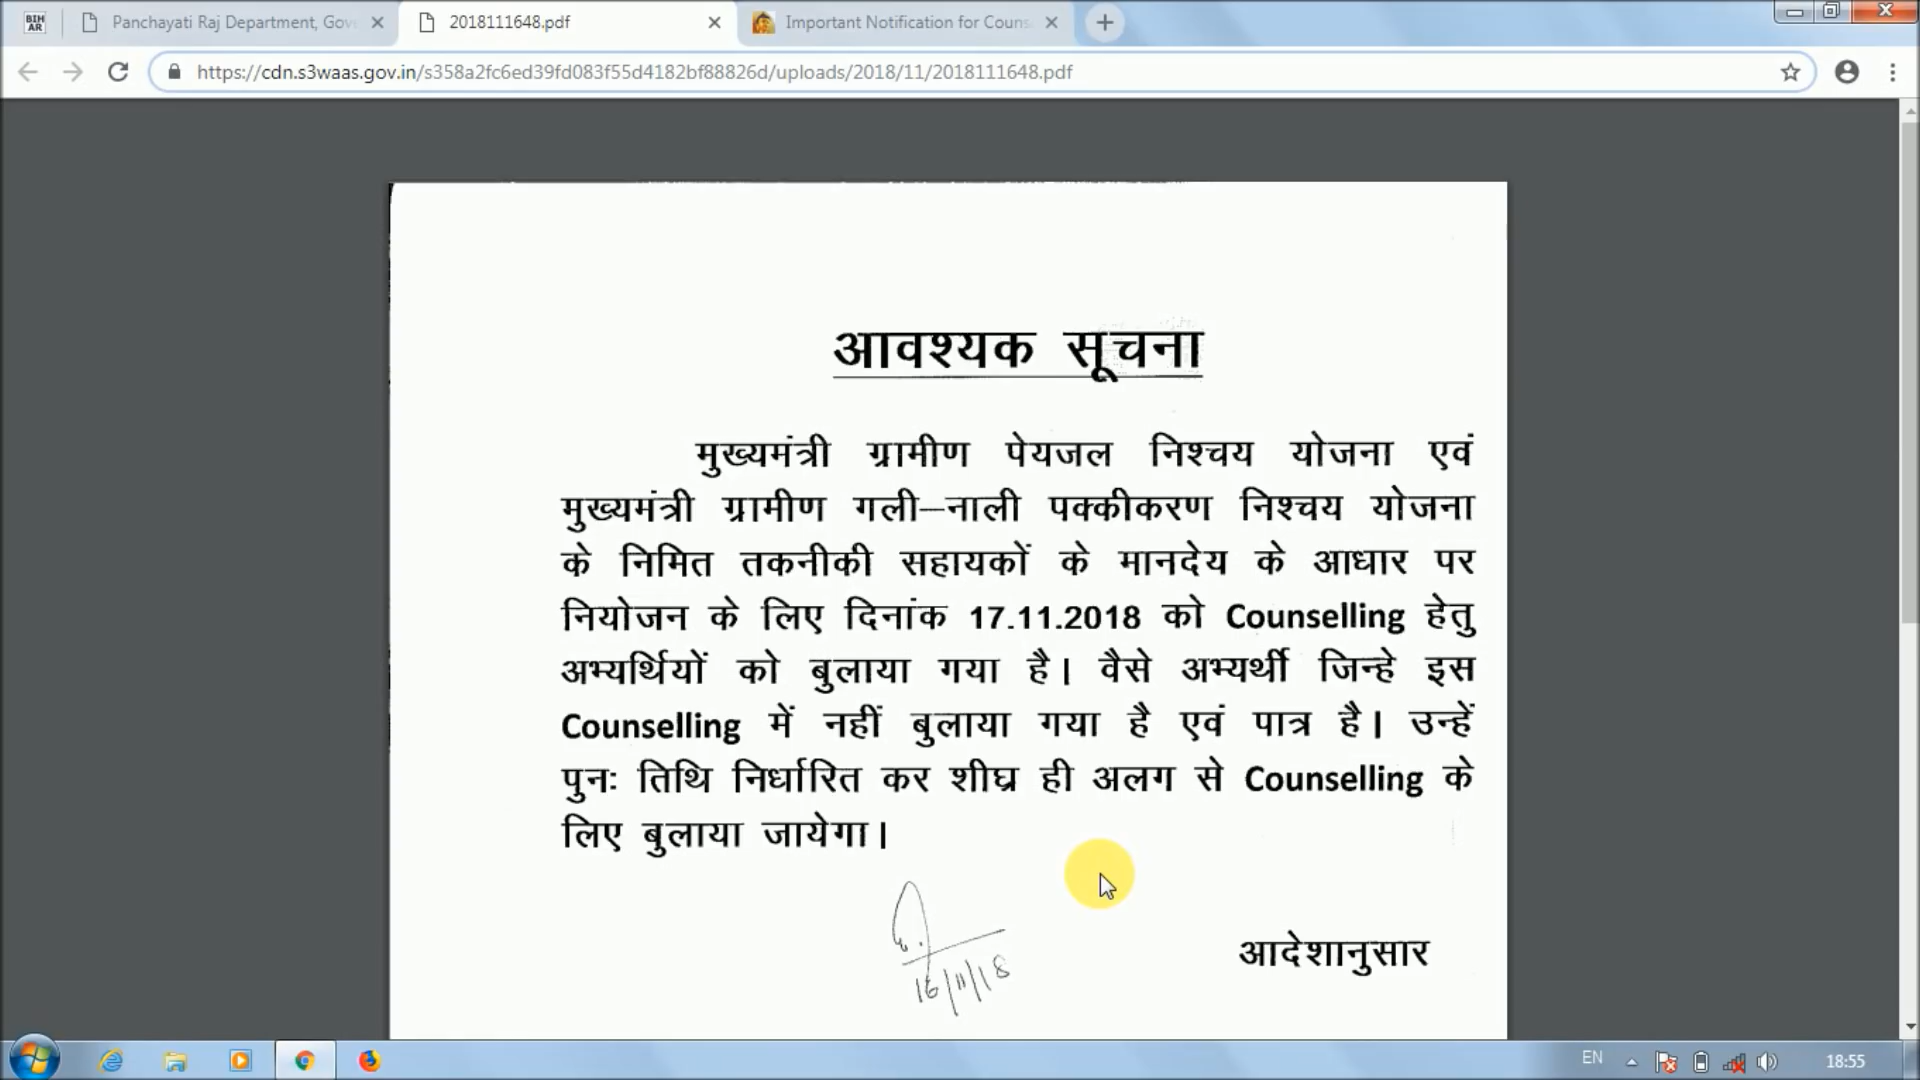 BIH
AR
Panchayati Raj Department, Gov
2018111648.pdf
Important Notification for Couns
https://cdn.s3waas.gov.in/s358a2fc6ed39fd083f55d4182bf88826d/uploads/2018/11/2018111648.pdf
आवश्यक सूचना
मुख्यमंत्री ग्रामीण पेयजल निश्चय योजना एवं
मुख्यमंत्री ग्रामीण गली–नाली पक्कीकरण निश्चय योजना
के निमित तकनीकी सहायकों के मानदेय के आधार पर
नियोजन के लिए दिनांक 17.11.2018 को Counselling हेतु
अभ्यर्थियों को बुलाया गया है। वैसे अभ्यर्थी जिन्हे इस
Counselling में नहीं बुलाया गया है एवं पात्र है। उन्हें
पुनः तिथि निर्धारित कर शीघ्र ही अलग से Counselling के
लिए बुलाया जायेगा।
16/11/18
आदेशानुसार
EN
18:55